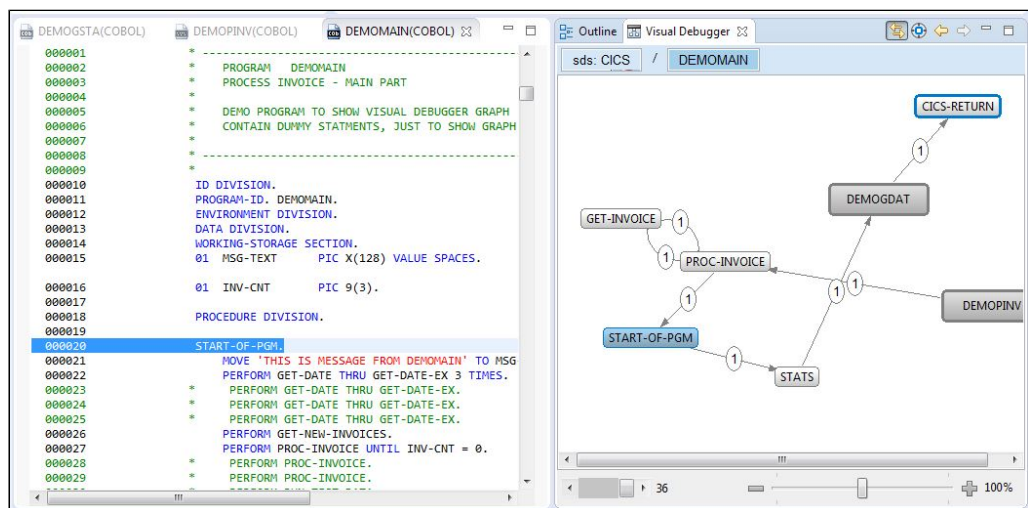 DEMOGSTA(COBOL) DEMOPINV(COBOL) DEMOMAIN(COBOL)
000001 * -----------------------------------------------
000002 * PROGRAM DEMOMAIN
000003 * PROCESS INVOICE - MAIN PART
000004 *
000005 * DEMO PROGRAM TO SHOW VISUAL DEBUGGER GRAPH
000006 * CONTAIN DUMMY STATMENTS, JUST TO SHOW GRAPH
000007 *
000008 * -----------------------------------------------
000009 *
000010 ID DIVISION.
000011 PROGRAM-ID. DEMOMAIN.
000012 ENVIRONMENT DIVISION.
000013 DATA DIVISION.
000014 WORKING-STORAGE SECTION.
000015 01 MSG-TEXT PIC X(128) VALUE SPACES.
000016 01 INV-CNT PIC 9(3).
000017
000018 PROCEDURE DIVISION.
000019
000020 START-OF-PGM.
000021 MOVE 'THIS IS MESSAGE FROM DEMOMAIN' TO MSG
000022 PERFORM GET-DATE THRU GET-DATE-EX 3 TIMES.
000023 * PERFORM GET-DATE THRU GET-DATE-EX.
000024 * PERFORM GET-DATE THRU GET-DATE-EX.
000025 * PERFORM GET-DATE THRU GET-DATE-EX.
000026 PERFORM GET-NEW-INVOICES.
000027 PERFORM PROC-INVOICE UNTIL INV-CNT = 0.
000028 * PERFORM PROC-INVOICE.
000029 * PERFORM PROC-INVOICE.
Outline Visual Debugger
sds: CICS / DEMOMAIN
CICS-RETURN
1
DEMOGDAT
GET-INVOICE
1
1
PROC-INVOICE
1
1
1
DEMOPINV
START-OF-PGM
1
STATS
36
100%